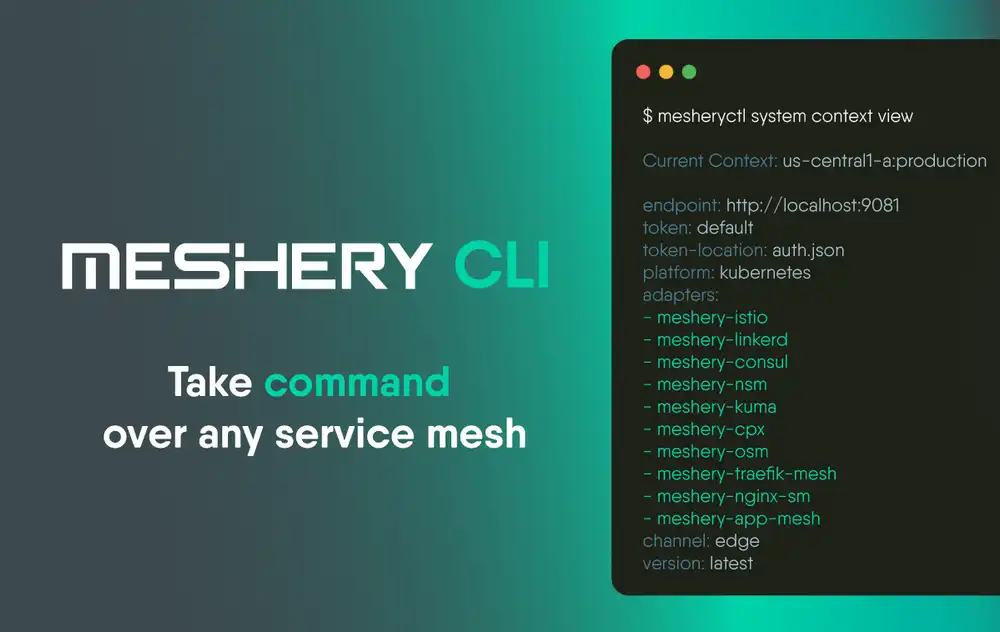 MESHERY CLI
Take command
over any service mesh
$ mesheryctl system context view
Current Context: us-central1-a:production
endpoint: http://localhost:9081
token: default
token-location: auth.json
platform: kubernetes
adapters:
- meshery-istio
- meshery-linkerd
- meshery-consul
- meshery-nsm
- meshery-kuma
- meshery-cpx
- meshery-osm
- meshery-traefik-mesh
- meshery-nginx-sm
- meshery-app-mesh
channel: edge
version: latest